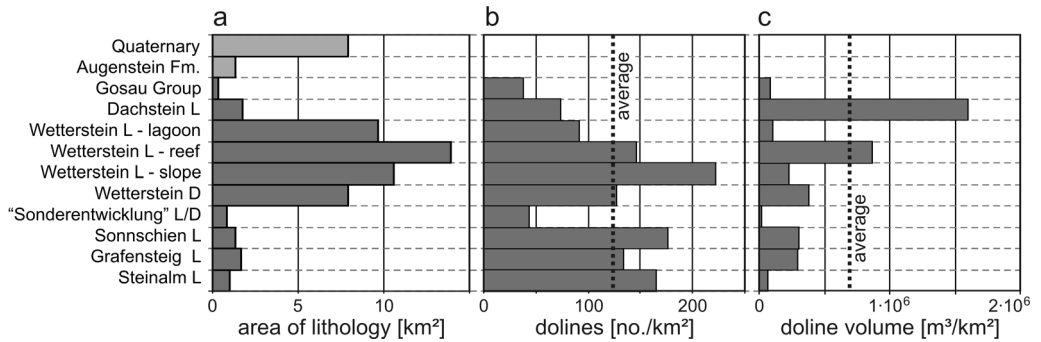 a
b
c
Quaternary
Augenstein Fm.
Gosau Group
Dachstein L
Wetterstein L - lagoon
Wetterstein L - reef
Wetterstein L - slope
Wetterstein D
“Sonderentwicklung” L/D
Sonnschien L
Grafensteig L
Steinalm L
average
average
0
5
10
area of lithology [km²]
0
100
200
dolines [no./km²]
0
1·10⁶
2·10⁶
doline volume [m³/km²]